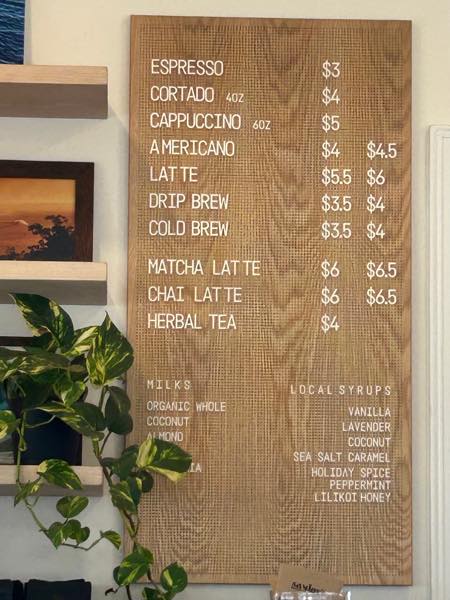 ESPRESSO $3
CORTADO 4OZ $4
CAPPUCCINO 6OZ $5
AMERICANO $4 $4.5
LATTE $5.5 $6
DRIP BREW $3.5 $4
COLD BREW $3.5 $4
MATCHA LATTE $6 $6.5
CHAI LATTE $6 $6.5
HERBAL TEA $4
MILKS
ORGANIC WHOLE
COCONUT
ALMOND
LOCAL SYRUPS
VANILLA
LAVENDER
COCONUT
SEA SALT CARAMEL
HOLIDAY SPICE
PEPPERMINT
LILIKOI HONEY